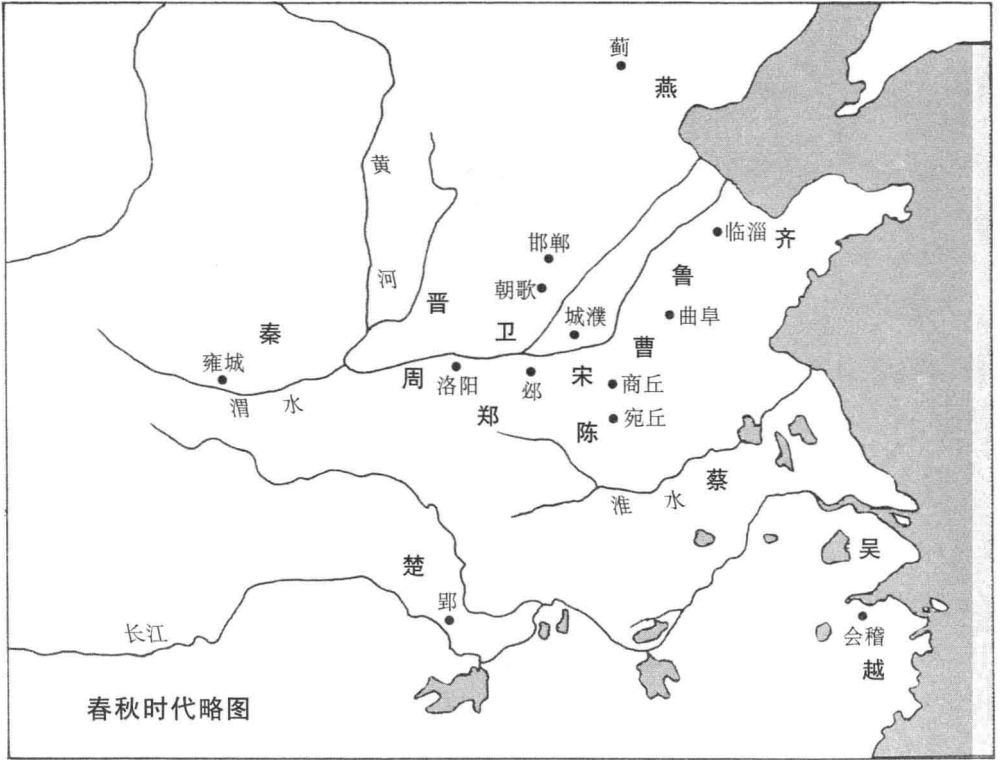 蓟
燕
黄
河
邯郸
朝歌
晋
卫
城濮
临淄
齐
鲁
曲阜
曹
秦
雍城
渭水
周
洛阳
郑
邲
宋
商丘
陈
宛丘
淮水
蔡
楚
郢
长江
吴
会稽
越
春秋时代略图